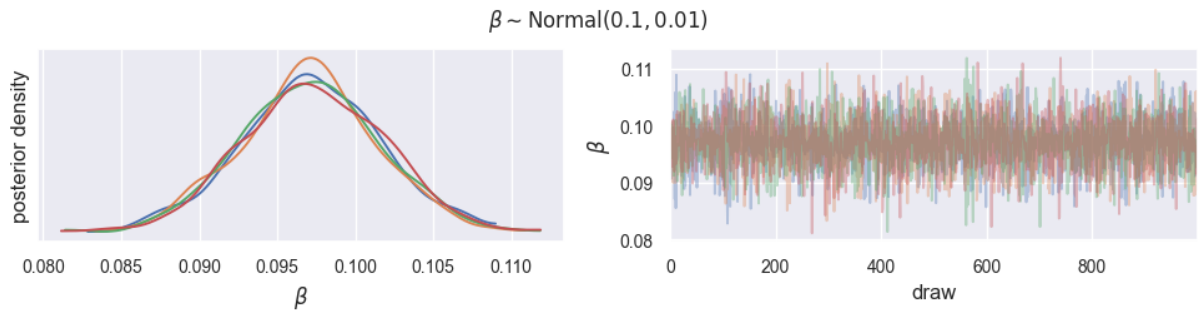 β ~ Normal(0.1, 0.01)
posterior density
0.080 0.085 0.090 0.095 0.100 0.105 0.110
β
β
0.11
0.10
0.09
0.08
0 200 400 600 800
draw